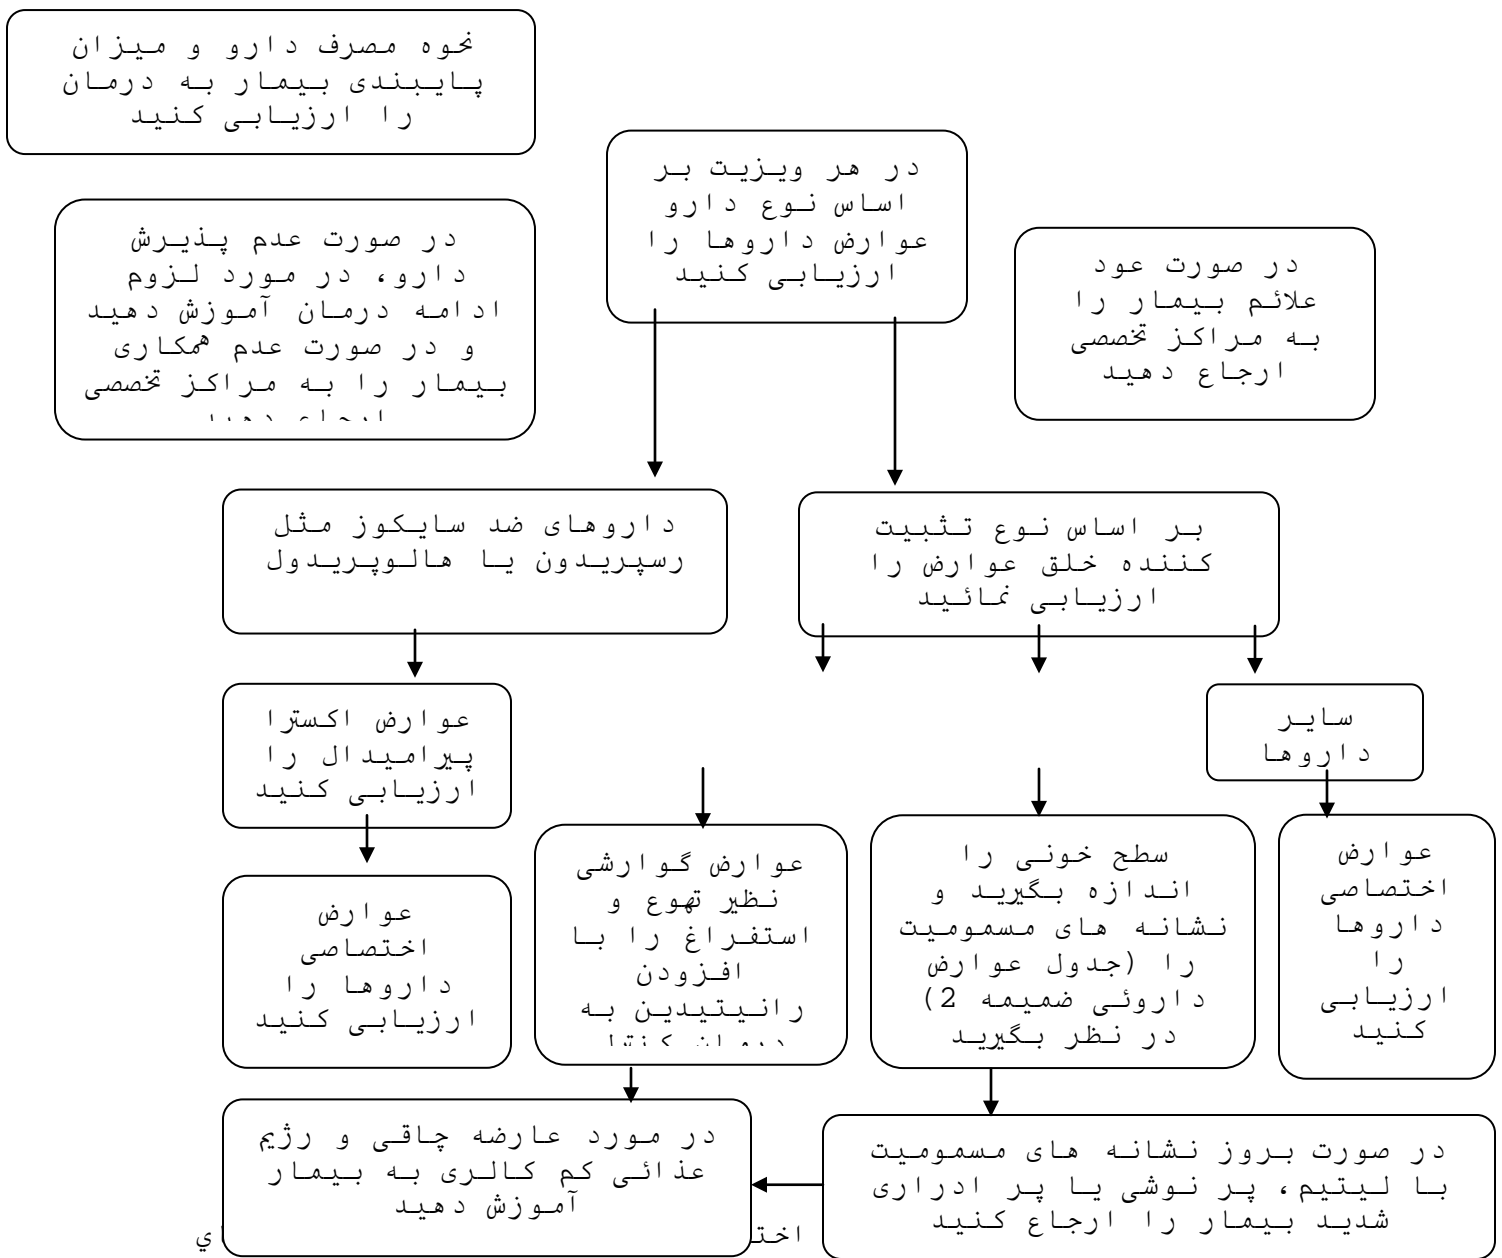 نحوه مصرف دارو و میزان
پایبندی بیمار به درمان
را ارزیابی کنید
در هر ویزیت بر
اساس نوع دارو
عوارض داروها را
ارزیابی کنید
در صورت عدم پذیرش
دارو، در مورد لزوم
ادامه درمان آموزش دهید
و در صورت عدم همکاری
بیمار را به مراکز تخصصی
ارجاع دهید
در صورت عود
علائم بیمار را
به مراکز تخصصی
ارجاع دهید
داروهای ضد سایکوز مثل
رسپریدون یا هالوپریدول
بر اساس نوع تثبیت
کننده خلق عوارض را
ارزیابی نمائید
عوارض اکسترا
پیرامیدال را
ارزیابی کنید
سایر
داروها
عوارض
اختصاصی
داروها را
ارزیابی کنید
عوارض گوارشی
نظیر تهوع و
استفراغ را با
افزودن
رانیتیدین به
درمان کنترل
سطح خونی را
اندازه بگیرید و
نشانه های مسمومیت
را (جدول عوارض
داروئی ضمیمه 2)
در نظر بگیرید
عوارض
اختصاصی
داروها
را
ارزیابی
کنید
در مورد عارضه چاقی و رژیم
عذائی کم کالری به بیمار
آموزش دهید
در صورت بروز نشانه های مسمومیت
با لیتیم، پر نوشی یا پر ادراری
شدید بیمار را ارجاع کنید